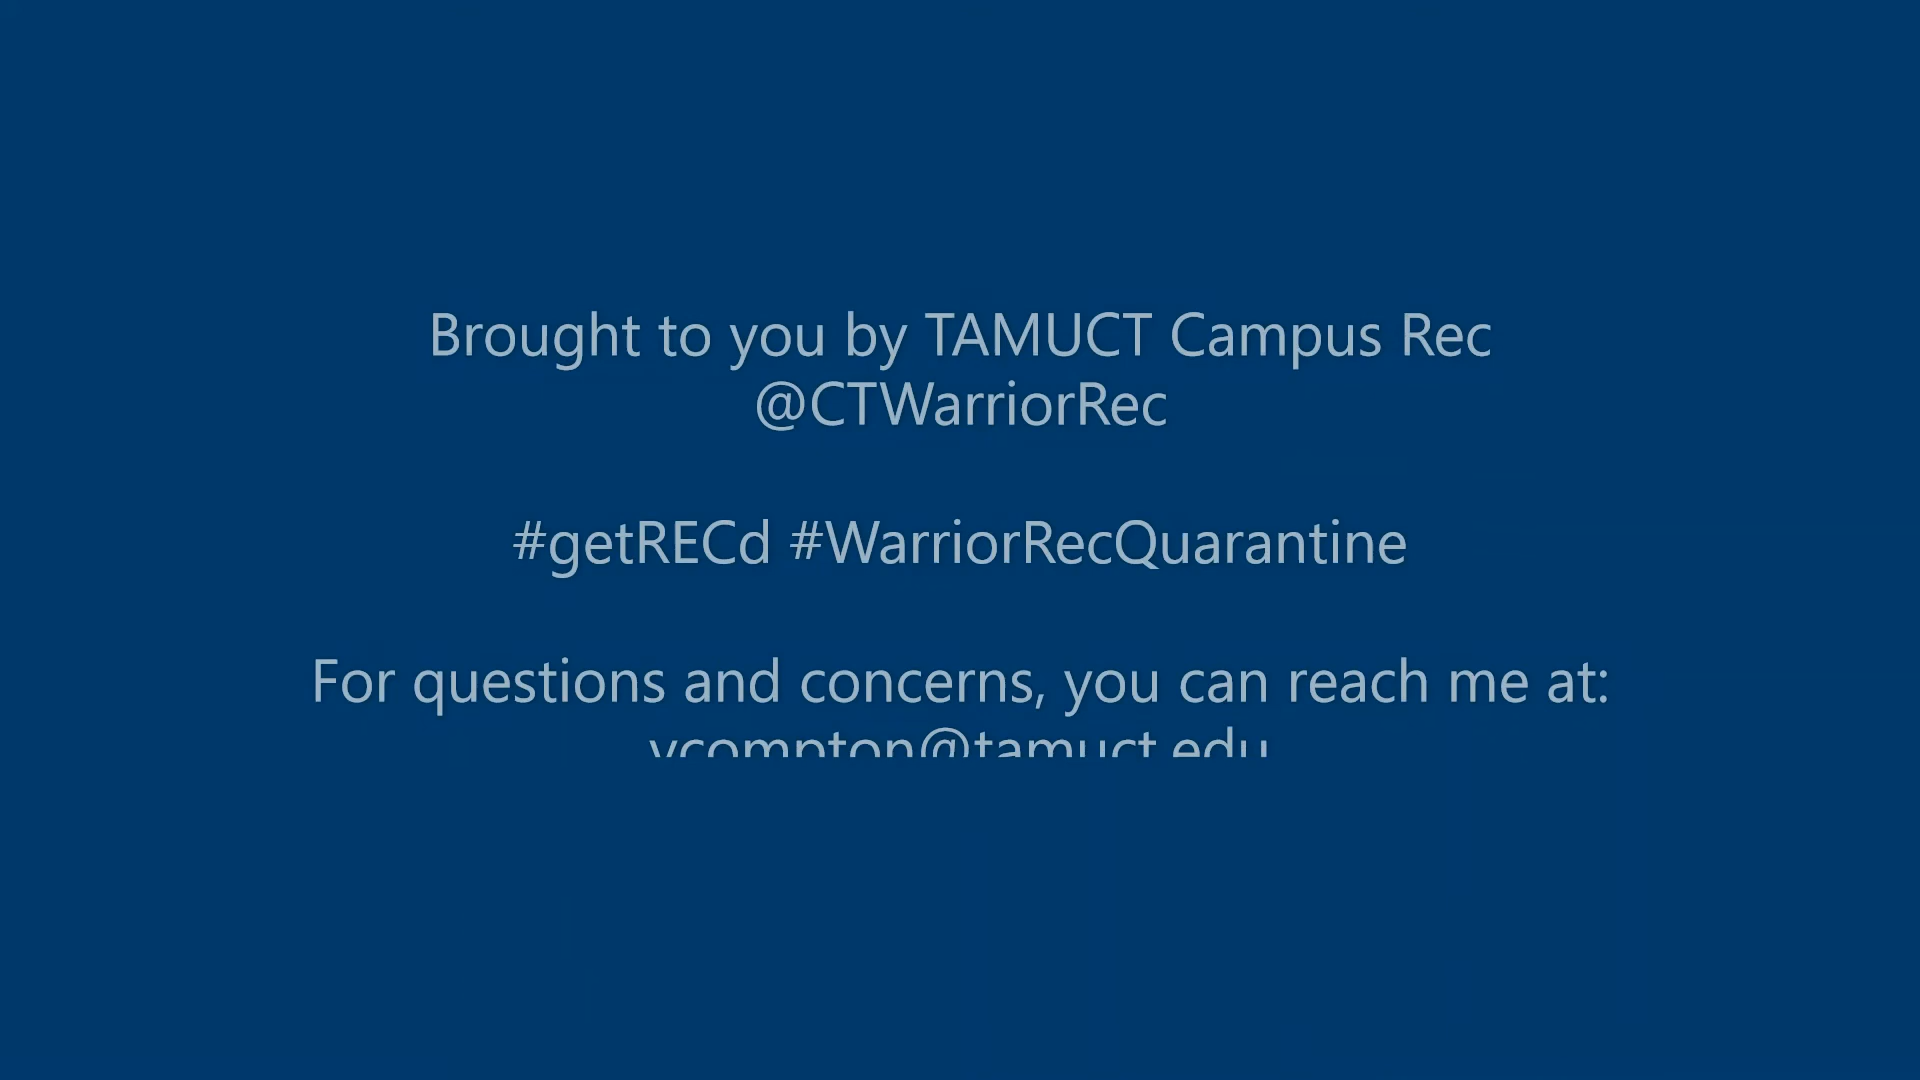 Brought to you by TAMUCT Campus Rec
@CTWarriorRec
#getRECd #WarriorRecQuarantine
For questions and concerns, you can reach me at: